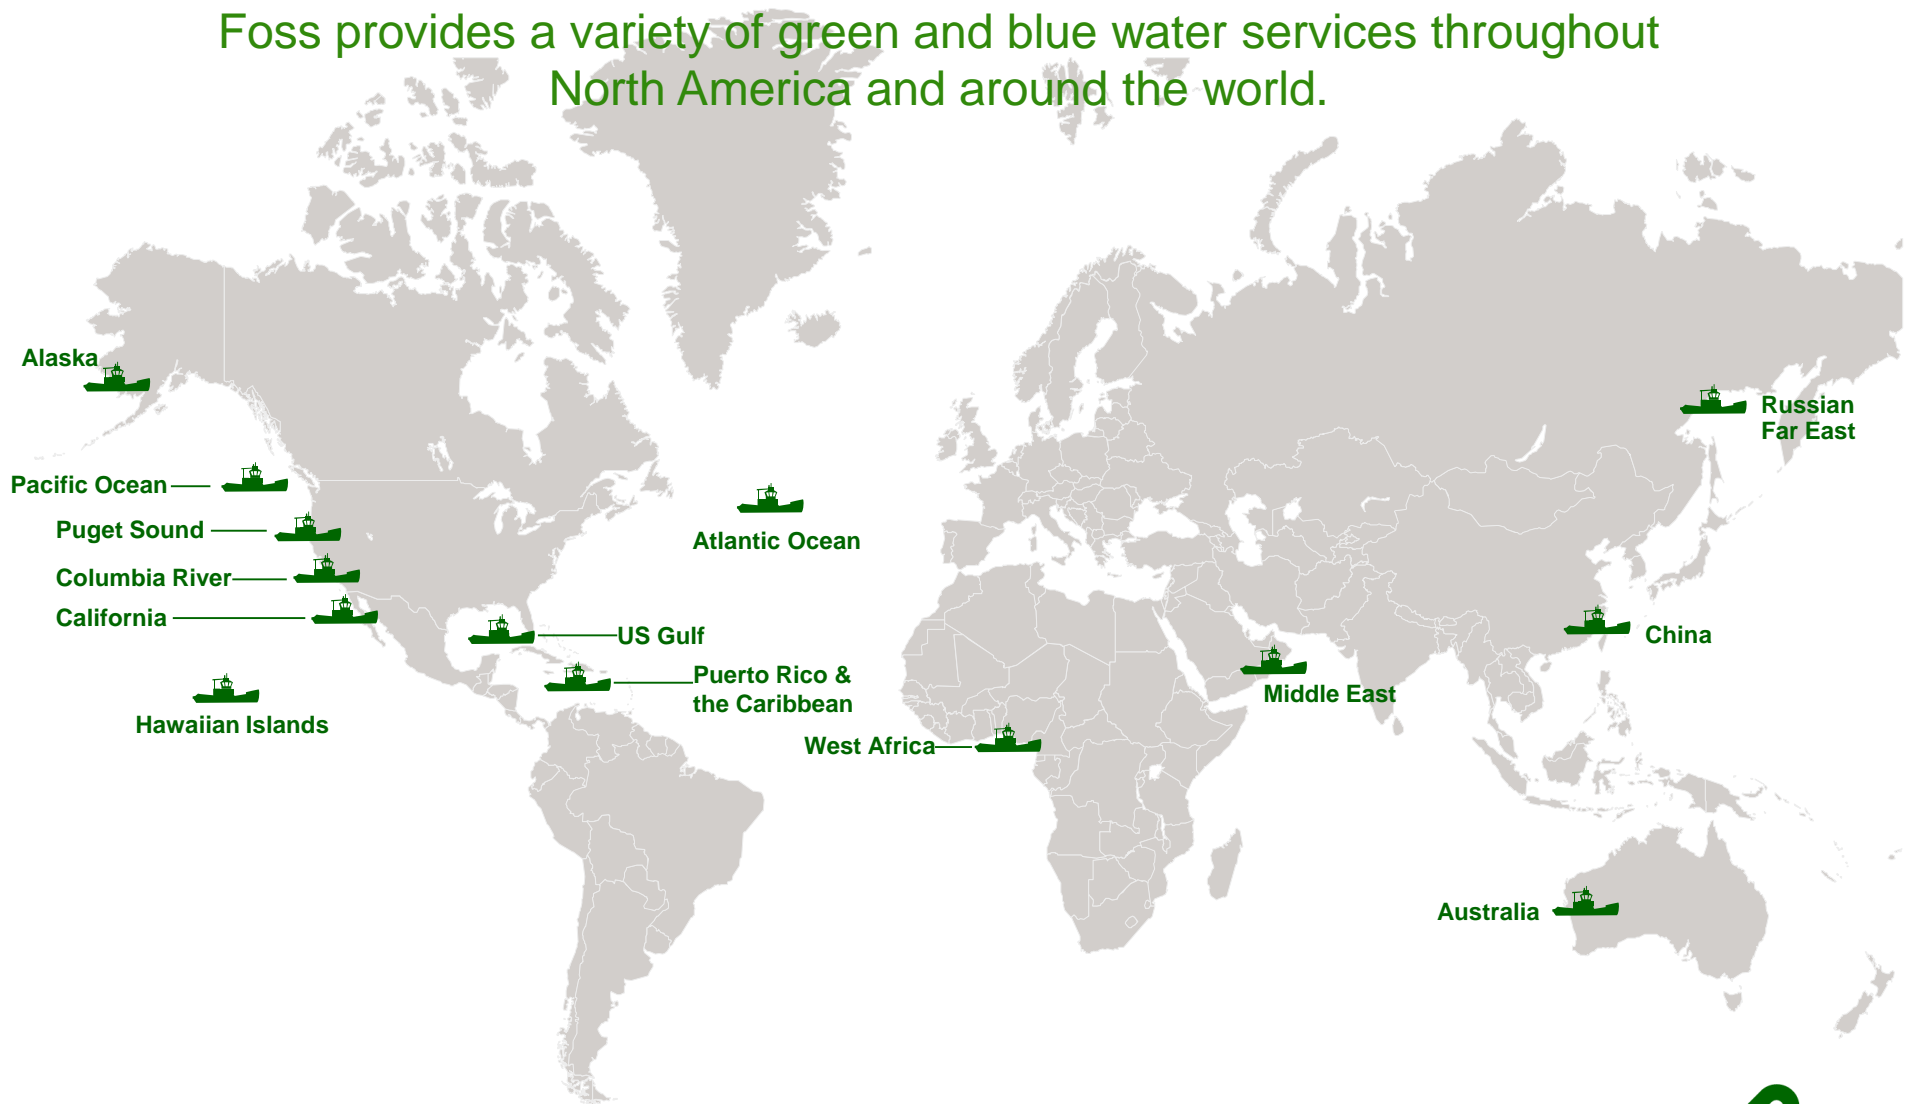 Foss provides a variety of green and blue water services throughout
North America and around the world.
Alaska
Russian
Far East
Pacific Ocean
Puget Sound
Atlantic Ocean
Columbia River
California
US Gulf
China
Puerto Rico &
the Caribbean
Middle East
Hawaiian Islands
West Africa
Australia